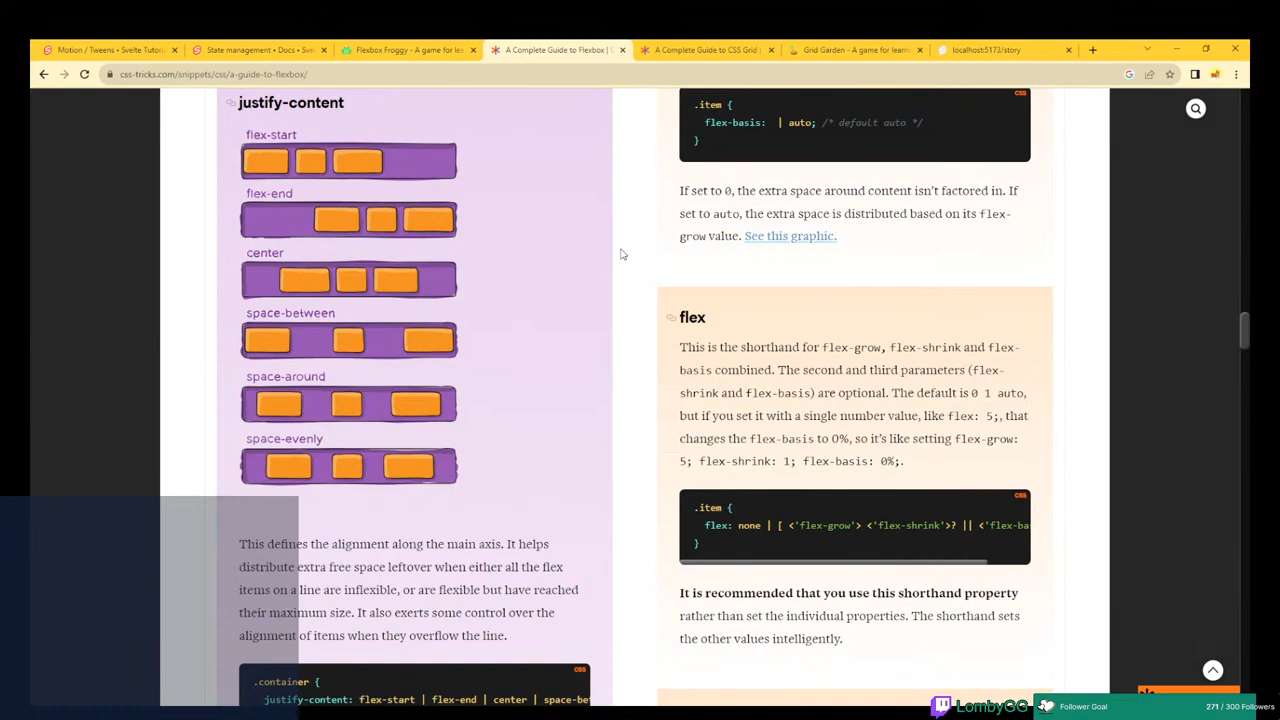 Motion / Tweens • Svelte Tutori
State management • Docs • Svel
Flexbox Froggy - A game for le
A Complete Guide to Flexbox | C
A Complete Guide to CSS Grid |
Grid Garden - A game for learni
localhost:5173/story
css-tricks.com/snippets/css/a-guide-to-flexbox/
justify-content
flex-start
flex-end
center
space-between
space-around
space-evenly
This defines the alignment along the main axis. It helps
distribute extra free space leftover when either all the flex
items on a line are inflexible, or are flexible but have reached
their maximum size. It also exerts some control over the
alignment of items when they overflow the line.
CSS
.container {
justify-content: flex-start | flex-end | center | space-be
CSS
.item {
flex-basis:  | auto; /* default auto */
}
If set to 0, the extra space around content isn't factored in. If
set to auto, the extra space is distributed based on its flex-
grow value. See this graphic.
flex
This is the shorthand for flex-grow, flex-shrink and flex-
basis combined. The second and third parameters (flex-
shrink and flex-basis) are optional. The default is 0 1 auto,
but if you set it with a single number value, like flex: 5;, that
changes the flex-basis to 0%, so it's like setting flex-grow:
5; flex-shrink: 1; flex-basis: 0%;.
CSS
.item {
flex: none | [ <'flex-grow'> <'flex-shrink'>? || <'flex-ba
}
It is recommended that you use this shorthand property
rather than set the individual properties. The shorthand sets
the other values intelligently.
LombyGG
Follower Goal
271 / 300 Followers